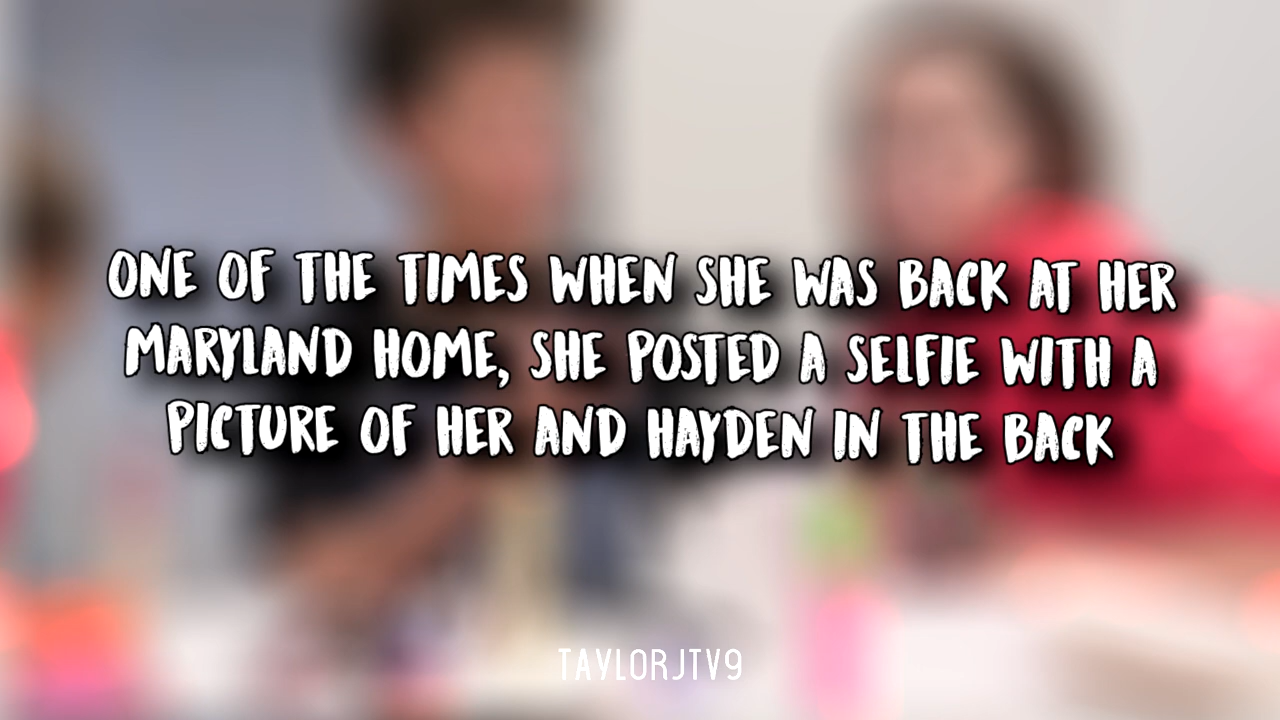 ONE OF THE TIMES WHEN SHE WAS BACK AT HER
MARYLAND HOME, SHE POSTED A SELFIE WITH A
PICTURE OF HER AND HAYDEN IN THE BACK
TAYLORJTV9